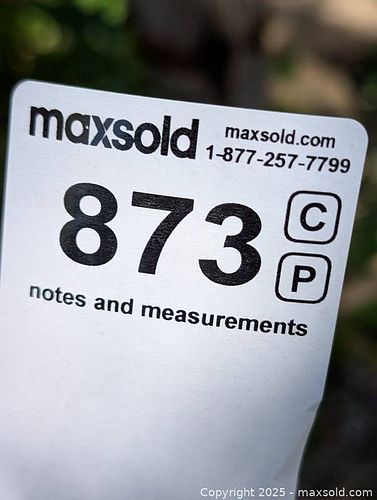 maxsold
maxsold.com
1-877-257-7799
873
C
P
notes and measurements
Copyright 2025 - maxsold.com